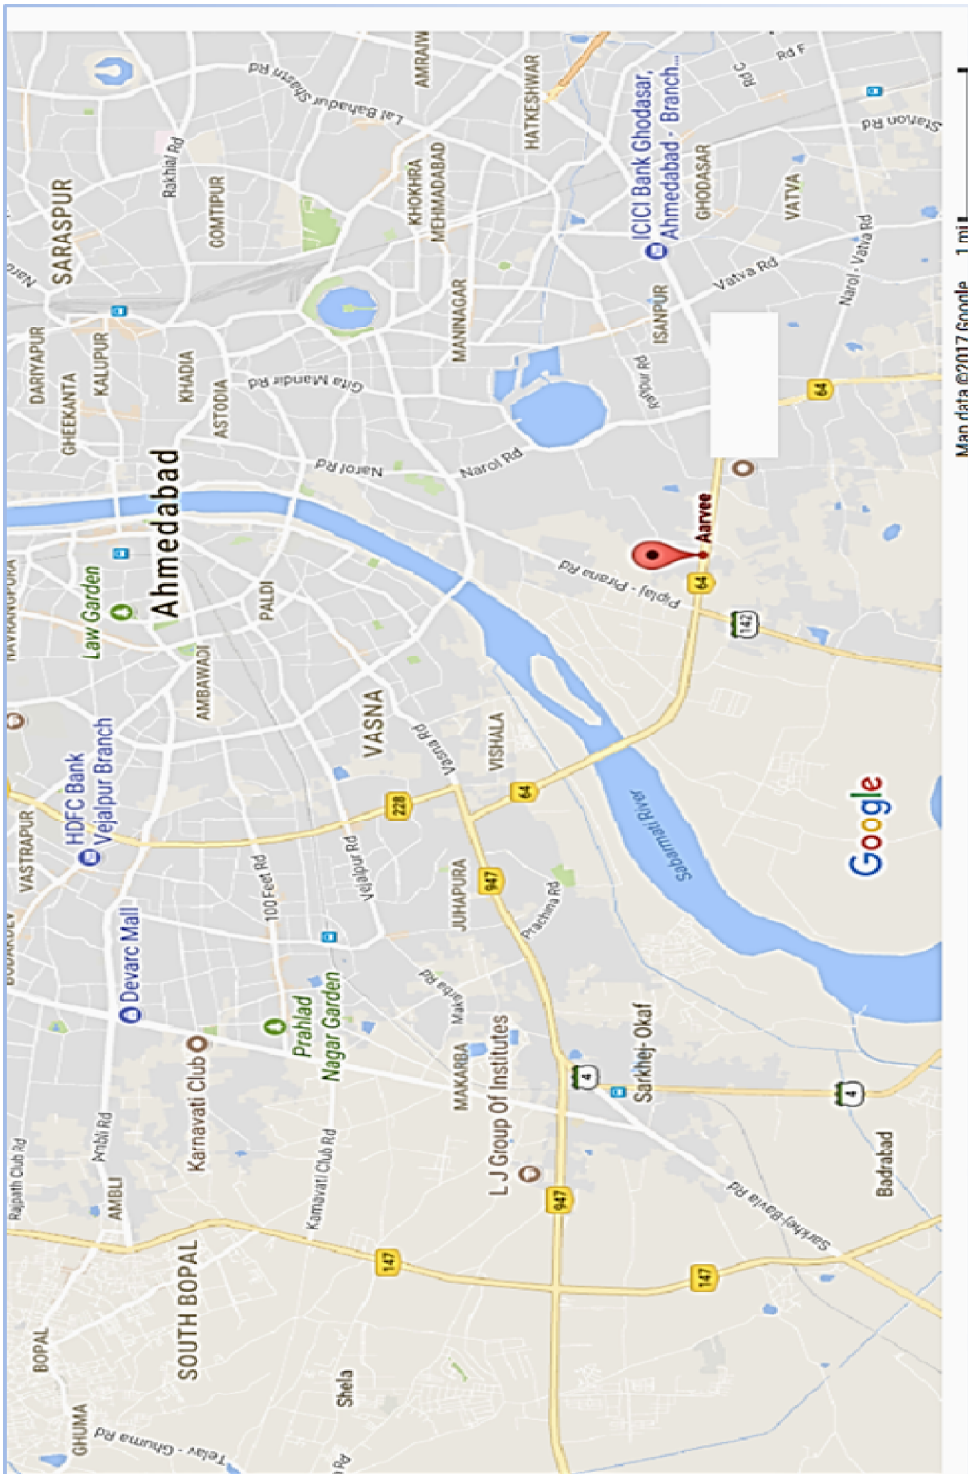 BOPAL
GHUMA
Telav - Ghuma Rd
SOUTH BOPAL
Shela
Rajpath Club Rd
AMBLI
Ambli Rd
Karnavati Club
Karnavati Club Rd
147
147
Devarc Mall
Prahlad
Nagar Garden
MAKARBA
Makarba Rd
L J Group Of Institutes
947
947
4
4
Sarkhej- Okaf
Sarkhej-Bavla Rd
Badrabad
VASTRAPUR
HDFC Bank
Vejalpur Branch
100 Feet Rd
Vejalpur Rd
JUHAPURA
Prachina Rd
228
VASNA
Vasna Rd
VISHALA
64
Sabarmati River
Google
Law Garden
AMBAWADI
PALDI
Ahmedabad
Piplaj - Pirana Rd
64
142
Aarvee
DARIYAPUR
GHEEKANTA
KALUPUR
KHADIA
ASTODIA
Gita Mandir Rd
Narol Rd
Narol Rd
SARASPUR
Rakhial Rd
GOMTIPUR
Lal Bahadur Shastri Rd
KHOKHRA
MEHMADABAD
MANINAGAR
AMRAIW
HATKESHWAR
ICICI Bank Ghodasar,
Ahmedabad - Branch...
GHODASAR
ISANPUR
Vatva Rd
VATVA
Narol - Vatva Rd
64
Rd C
Rd F
Station Rd
Map data ©2017 Google
1 mi